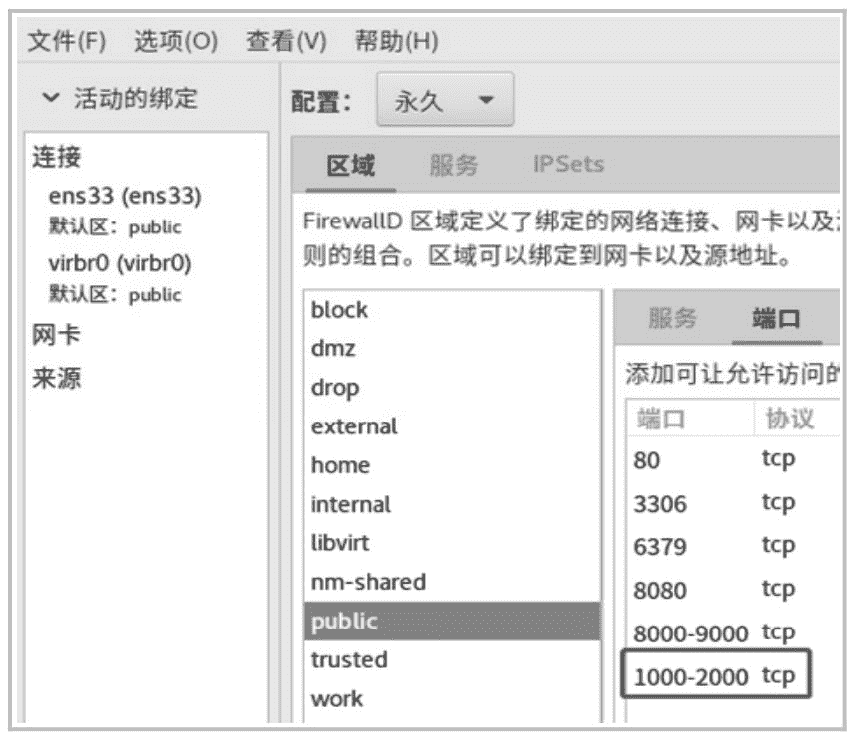 文件(F) 选项(O) 查看(V) 帮助(H)
活动的绑定
连接
ens33 (ens33)
默认区：public
virbr0 (virbr0)
默认区：public
网卡
来源
配置：
永久
区域 服务 IPSets
FirewallD 区域定义了绑定的网络连接、网卡以及
则的组合。区域可以绑定到网卡以及源地址。
block
dmz
drop
external
home
internal
libvirt
nm-shared
public
trusted
work
服务 端口
添加可让允许访问的
端口 协议
80 tcp
3306 tcp
6379 tcp
8080 tcp
8000-9000 tcp
1000-2000 tcp